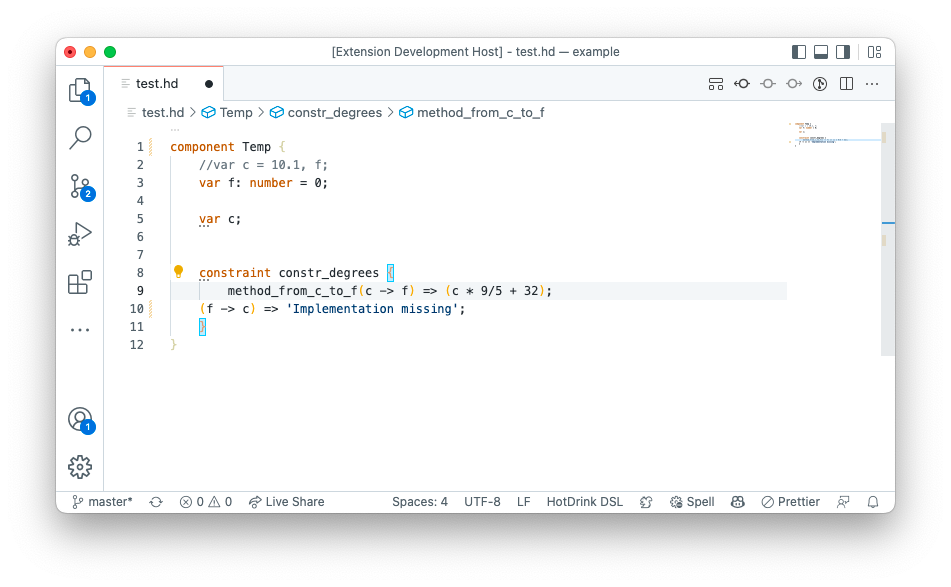 [Extension Development Host] - test.hd — example
test.hd
test.hd > Temp > constr_degrees > method_from_c_to_f
1 component Temp {
2 //var c = 10.1, f;
3 var f: number = 0;
4
5 var c;
6
7
8 constraint constr_degrees {
9 method_from_c_to_f(c -> f) => (c * 9/5 + 32);
10 (f -> c) => 'Implementation missing';
11 }
12 }
1
2
1
master* 0 0 Live Share Spaces: 4 UTF-8 LF HotDrink DSL Spell Prettier